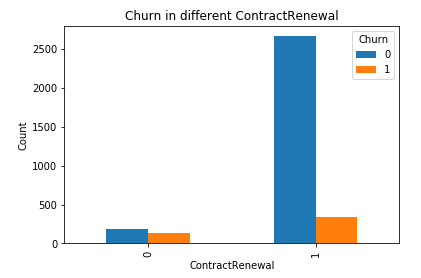 Churn in different ContractRenewal
Churn
0
1
2500
2000
1500
1000
500
0
Count
0
1
ContractRenewal